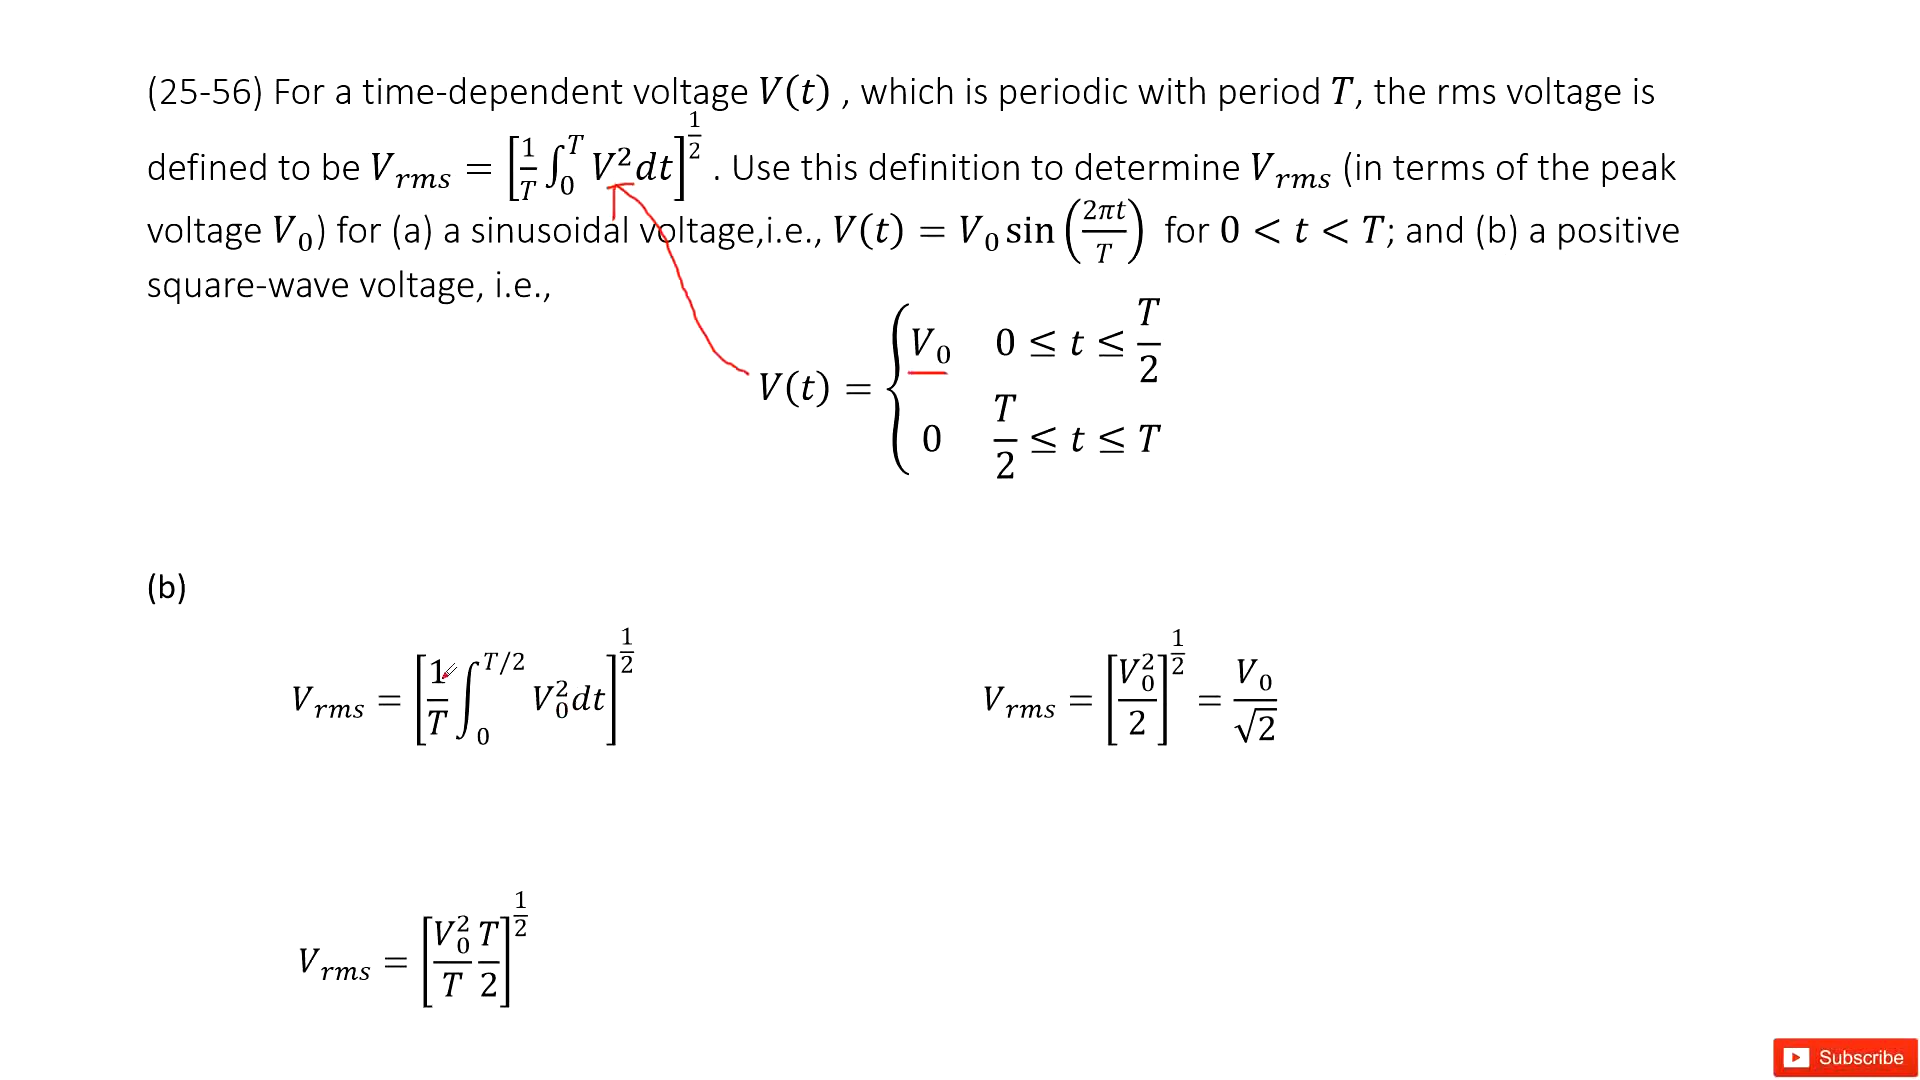 (25-56) For a time-dependent voltage V(t) , which is periodic with period T, the rms voltage is
defined to be V_rms = [1/T ∫_0^T V² dt]^(1/2) . Use this definition to determine V_rms (in terms of the peak
voltage V_0) for (a) a sinusoidal voltage,i.e., V(t) = V_0 sin(2πt/T) for 0 < t < T; and (b) a positive
square-wave voltage, i.e.,
V(t) = { V_0 0 ≤ t ≤ T/2
0 T/2 ≤ t ≤ T
(b)
V_rms = [1/T ∫_0^(T/2) V_0² dt]^(1/2)
V_rms = [V_0²/2]^(1/2) = V_0/√2
V_rms = [V_0²/T T/2]^(1/2)
Subscribe